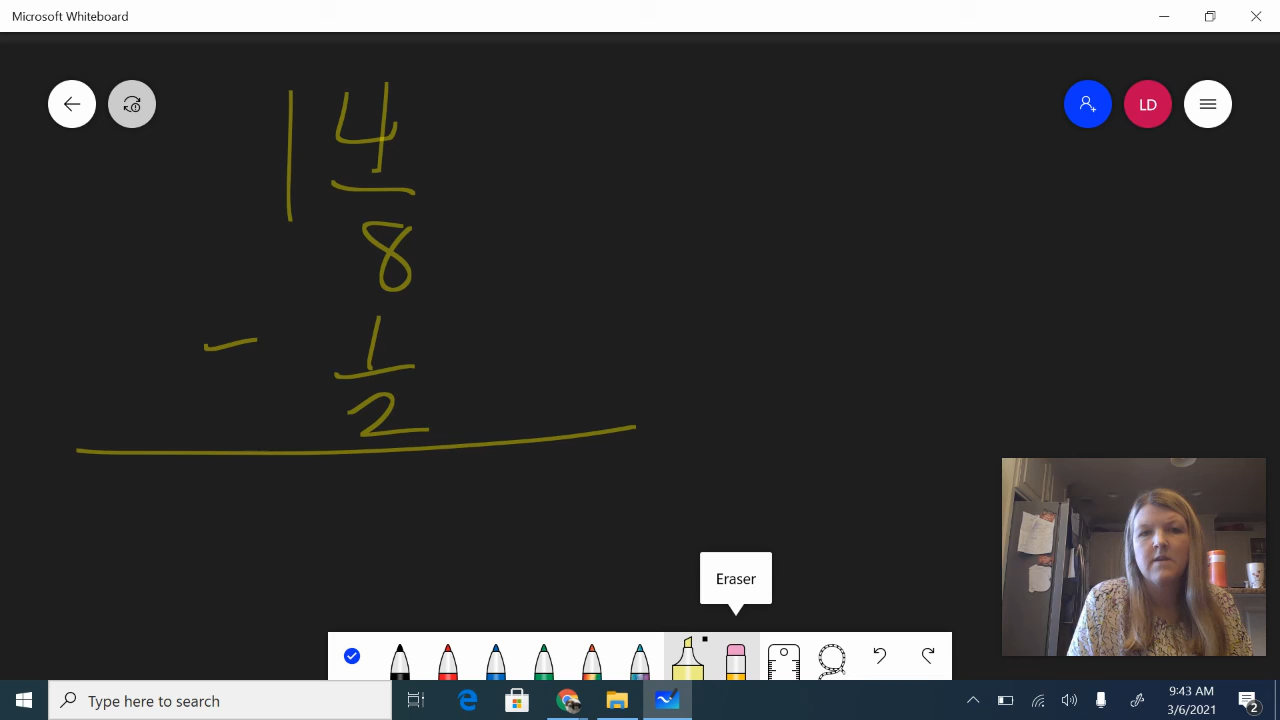 Microsoft Whiteboard
LD
1 4
8
- 1
2
Eraser
Type here to search
9:43 AM
3/6/2021
2